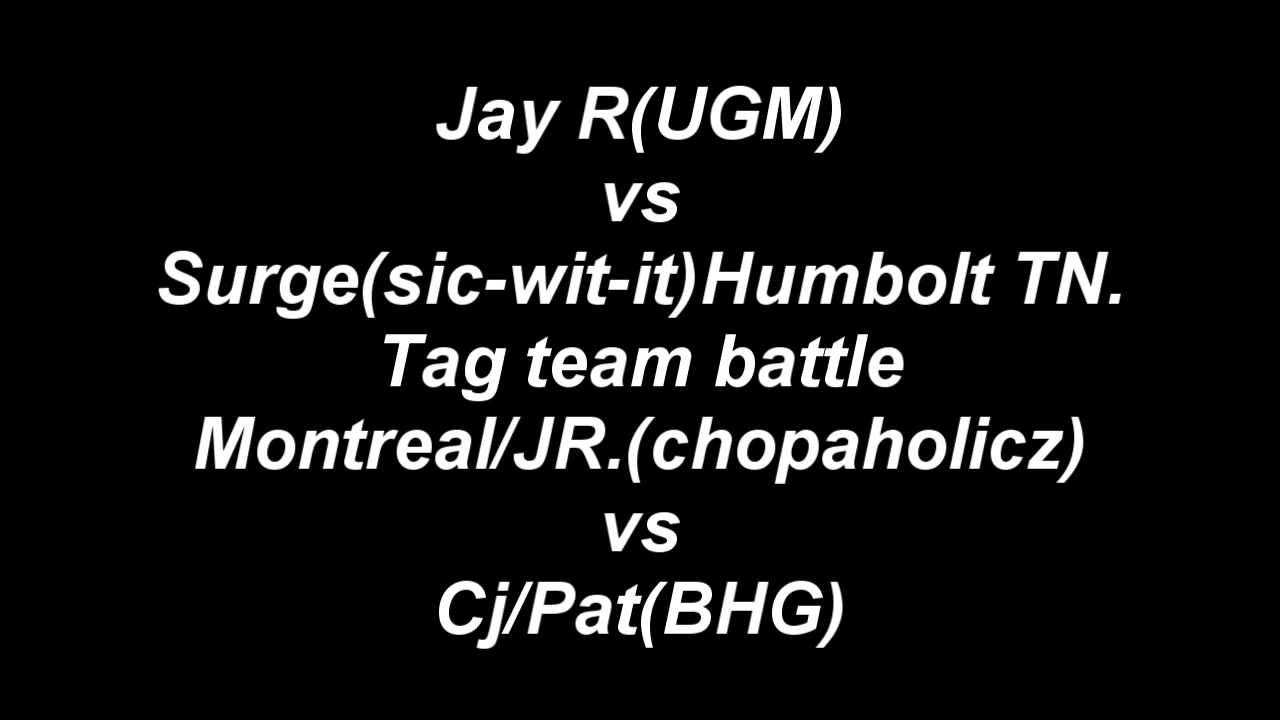 Jay R(UGM)
vs
Surge(sic-wit-it)Humbolt TN.
Tag team battle
Montreal/JR.(chopaholicz)
vs
Cj/Pat(BHG)